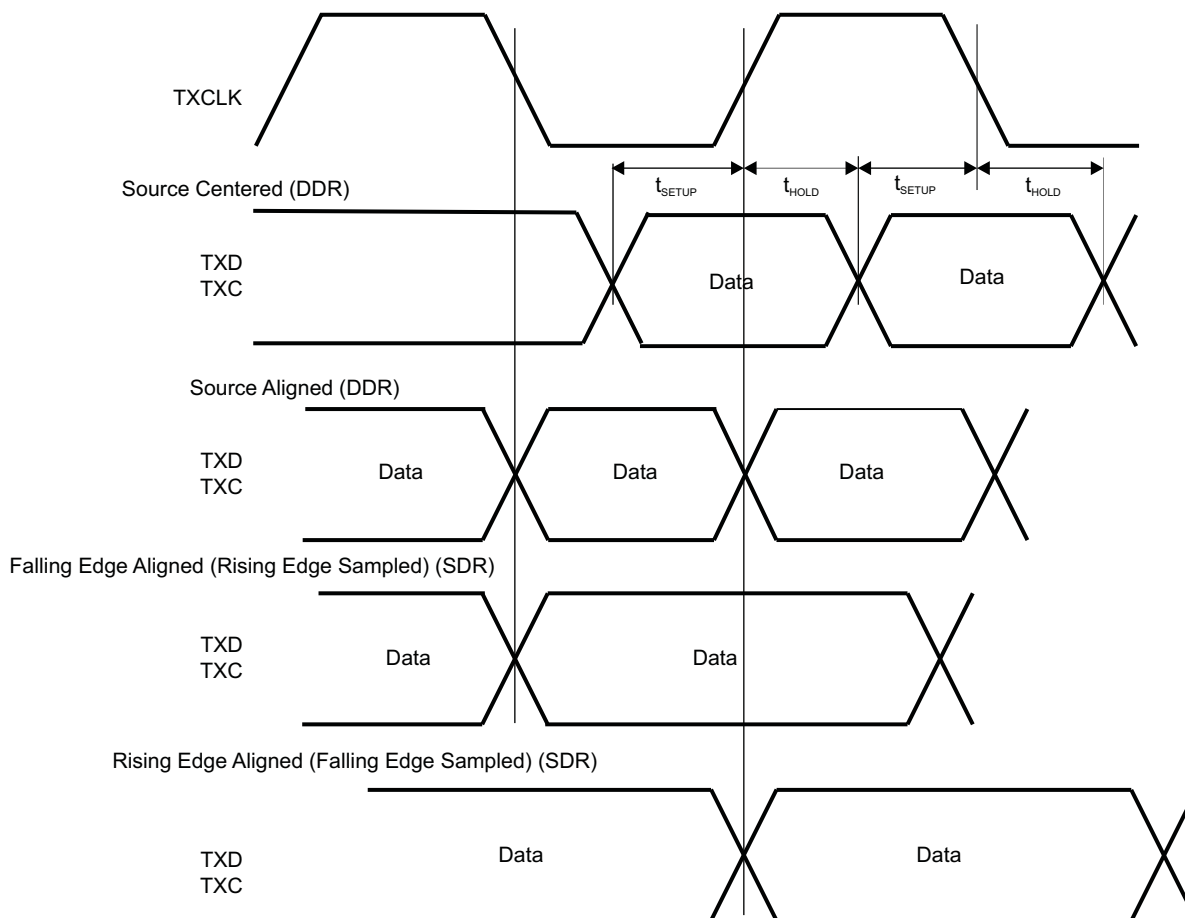 TXCLK
Source Centered (DDR)
tSETUP tHOLD tSETUP tHOLD
TXD
TXC
Data Data
Source Aligned (DDR)
TXD
TXC
Data Data Data
Falling Edge Aligned (Rising Edge Sampled) (SDR)
TXD
TXC
Data Data
Rising Edge Aligned (Falling Edge Sampled) (SDR)
TXD
TXC
Data Data